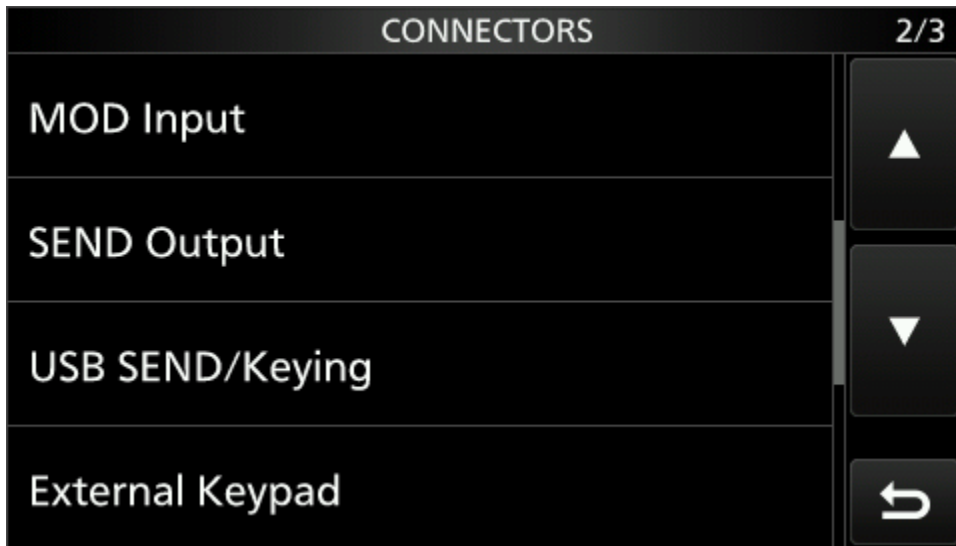 CONNECTORS 2/3
MOD Input
SEND Output
USB SEND/Keying
External Keypad